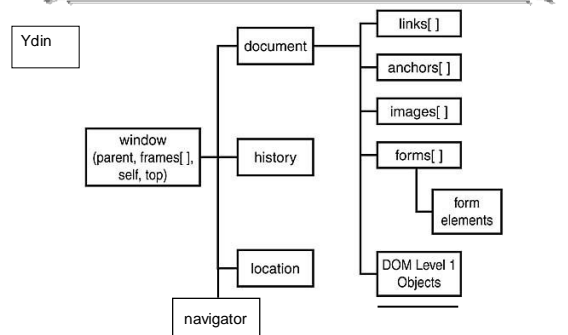 Ydin
document
window
(parent, frames[ ],
self, top)
history
location
navigator
links[ ]
anchors[ ]
images[ ]
forms[ ]
form
elements
DOM Level 1
Objects